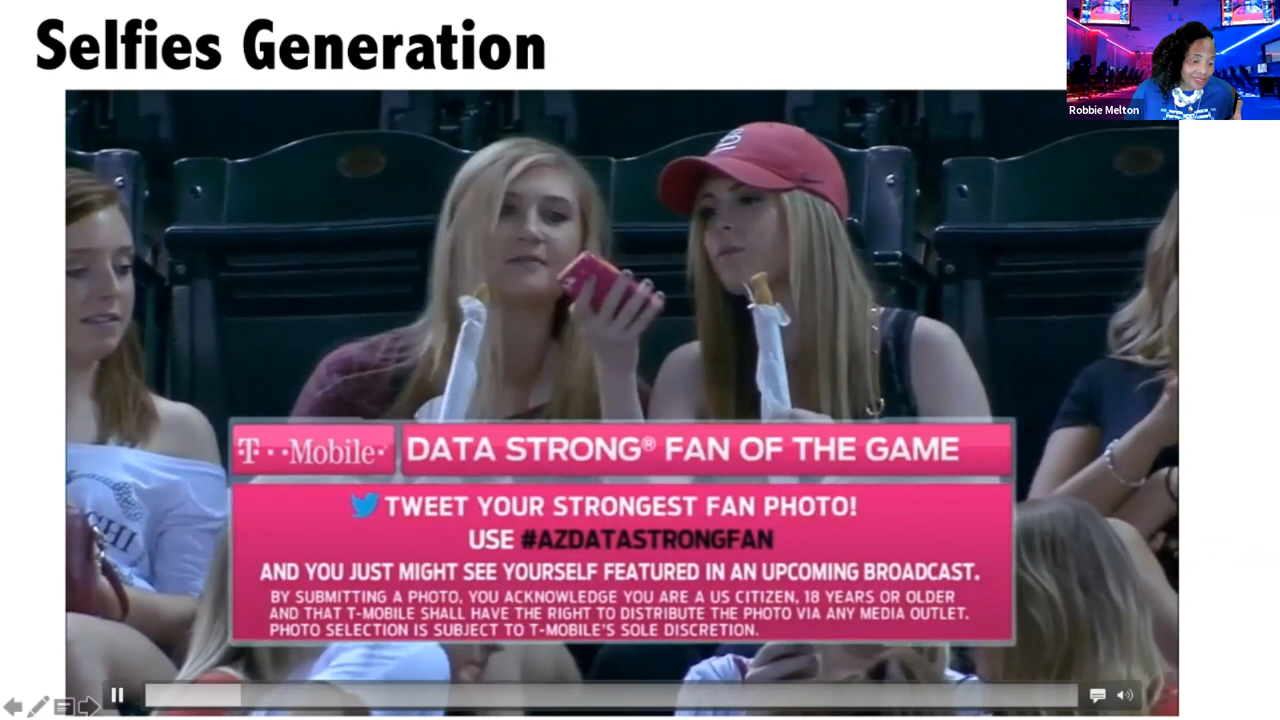 Selfies Generation
Robbie Melton
T··Mobile·
DATA STRONG® FAN OF THE GAME
TWEET YOUR STRONGEST FAN PHOTO!
USE #AZDATASTRONGFAN
AND YOU JUST MIGHT SEE YOURSELF FEATURED IN AN UPCOMING BROADCAST.
BY SUBMITTING A PHOTO, YOU ACKNOWLEDGE YOU ARE A US CITIZEN, 18 YEARS OR OLDER
AND THAT T-MOBILE SHALL HAVE THE RIGHT TO DISTRIBUTE THE PHOTO VIA ANY MEDIA OUTLET.
PHOTO SELECTION IS SUBJECT TO T-MOBILE'S SOLE DISCRETION.